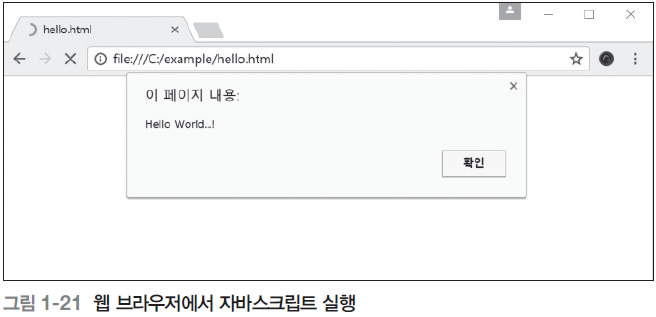 hello.html
file:///C:/example/hello.html
이 페이지 내용:
Hello World...!
확인
그림 1-21 웹 브라우저에서 자바스크립트 실행